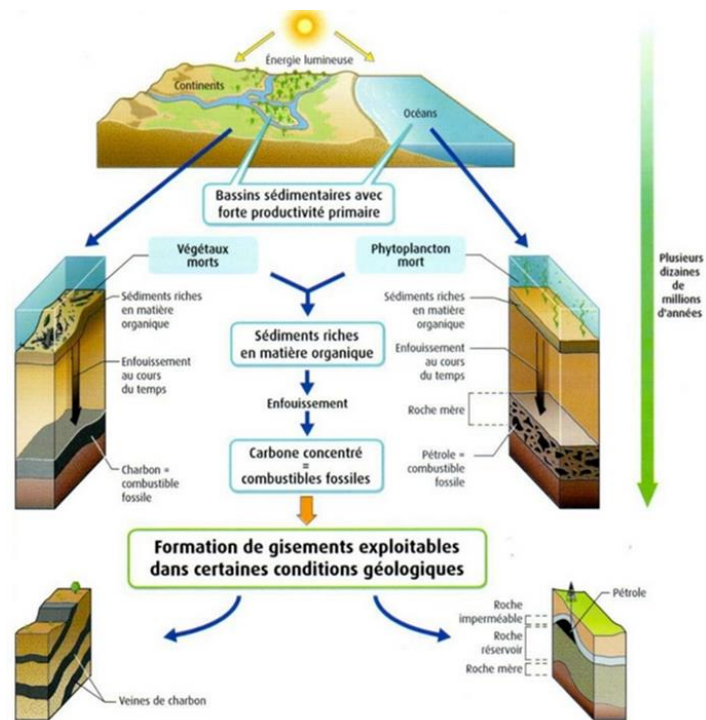 Énergie lumineuse
Continents
Océans
Bassins sédimentaires avec
forte productivité primaire
Végétaux
morts
Phytoplancton
mort
Plusieurs
dizaines
de
millions
d'années
Sédiments riches
en matière
organique
Sédiments riches
en matière organique
Sédiments riches
en matière
organique
Enfouissement
au cours
du temps
Enfouissement
Enfouissement
au cours
du temps
Roche mère
Charbon =
combustible
fossile
Carbone concentré
=
combustibles fossiles
Pétrole =
combustible
fossile
Formation de gisements exploitables
dans certaines conditions géologiques
Veines de charbon
Pétrole
Roche
imperméable
Roche
réservoir
Roche mère